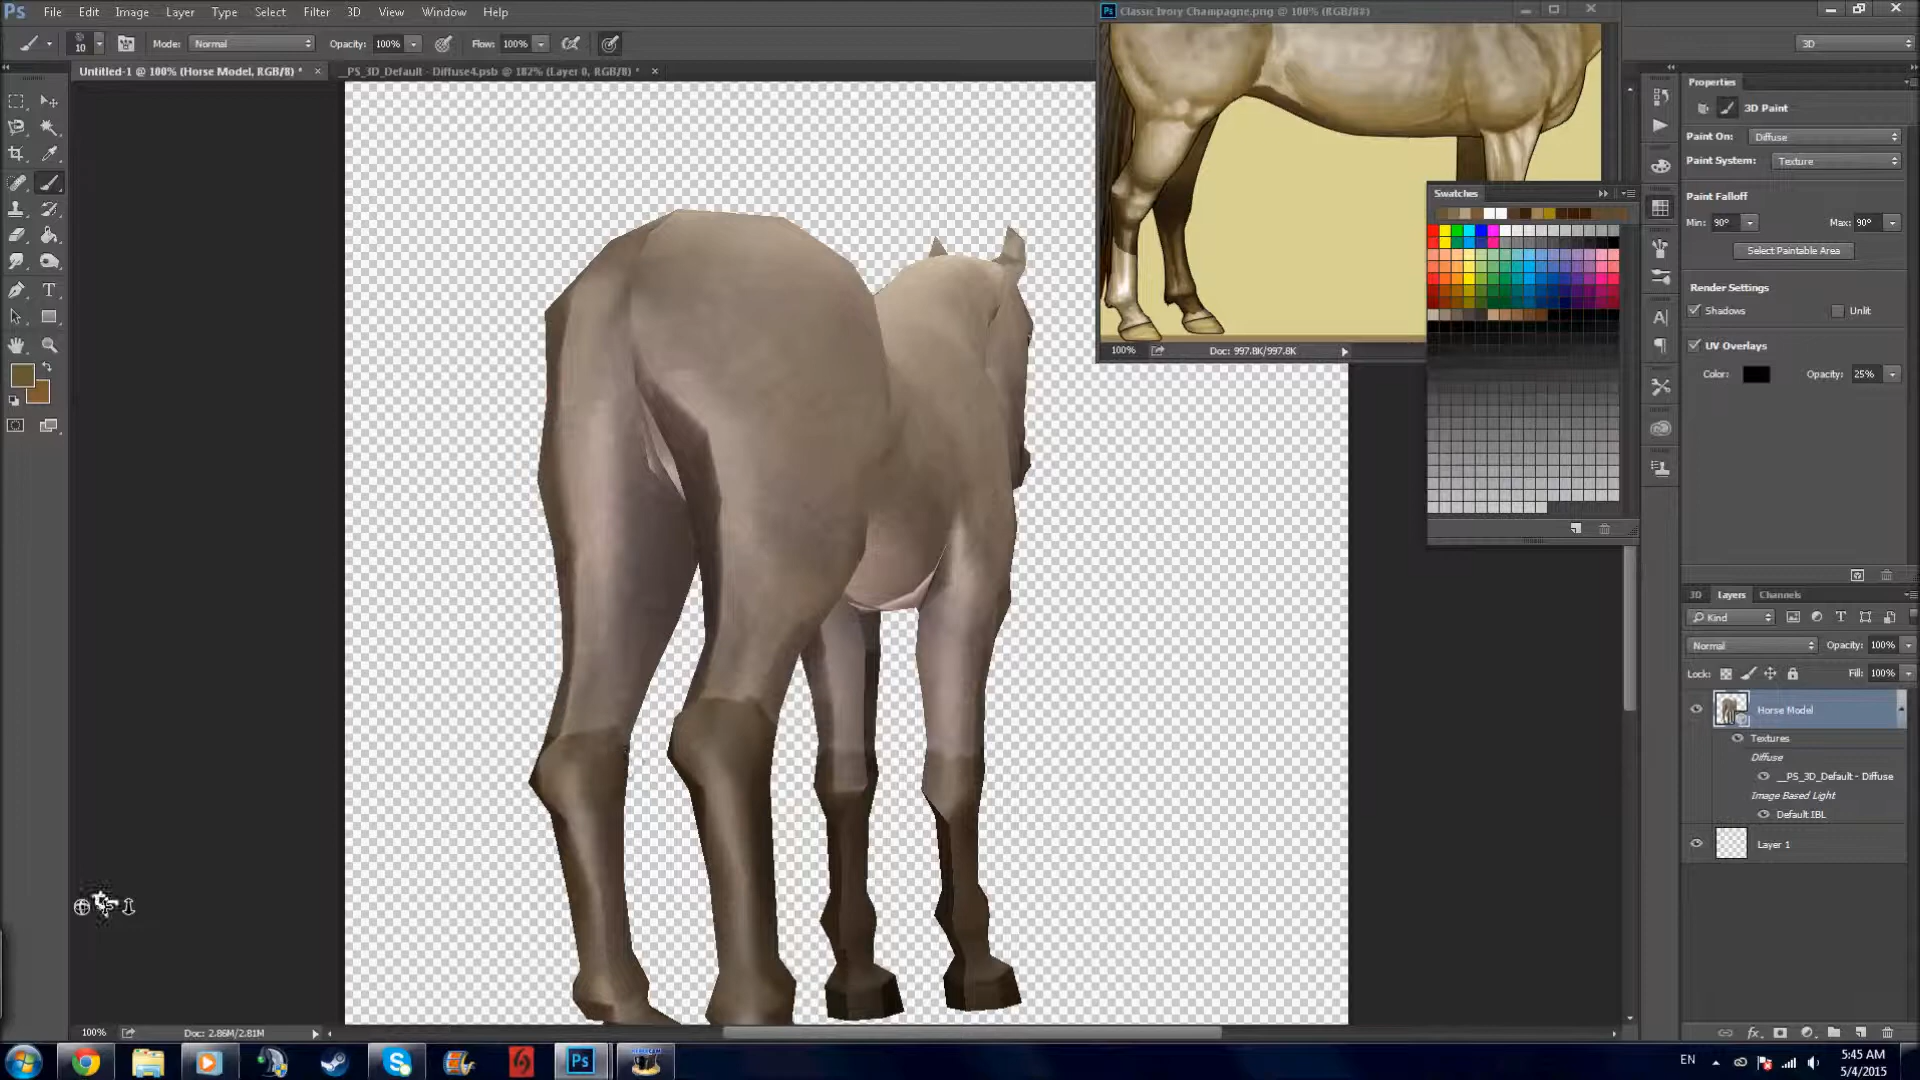 Ps File Edit Image Layer Type Select Filter 3D View Window Help
Classic Ivory Champagne.png @ 100% (RGB/8#)
10 Mode: Normal Opacity: 100% Flow: 100%
3D
Untitled-1 @ 100% (Horse Model, RGB/8) * ×
__PS_3D_Default - Diffuse4.psb @ 182% (Layer 0, RGB/8) * ×
Properties
3D Paint
Paint On: Diffuse
Paint System: Texture
Paint Falloff
Min: 90° Max: 90°
Select Paintable Area
Render Settings
Shadows Unlit
UV Overlays
Color: Opacity: 25%
Swatches
100% Doc: 997.8K/997.8K
3D Layers Channels
Kind
Normal Opacity: 100%
Lock: Fill: 100%
Horse Model
Textures
Diffuse
__PS_3D_Default - Diffuse
Image Based Light
Default IBL
Layer 1
100% Doc: 2.86M/2.81M
Ps
EN
5:45 AM
5/4/2015